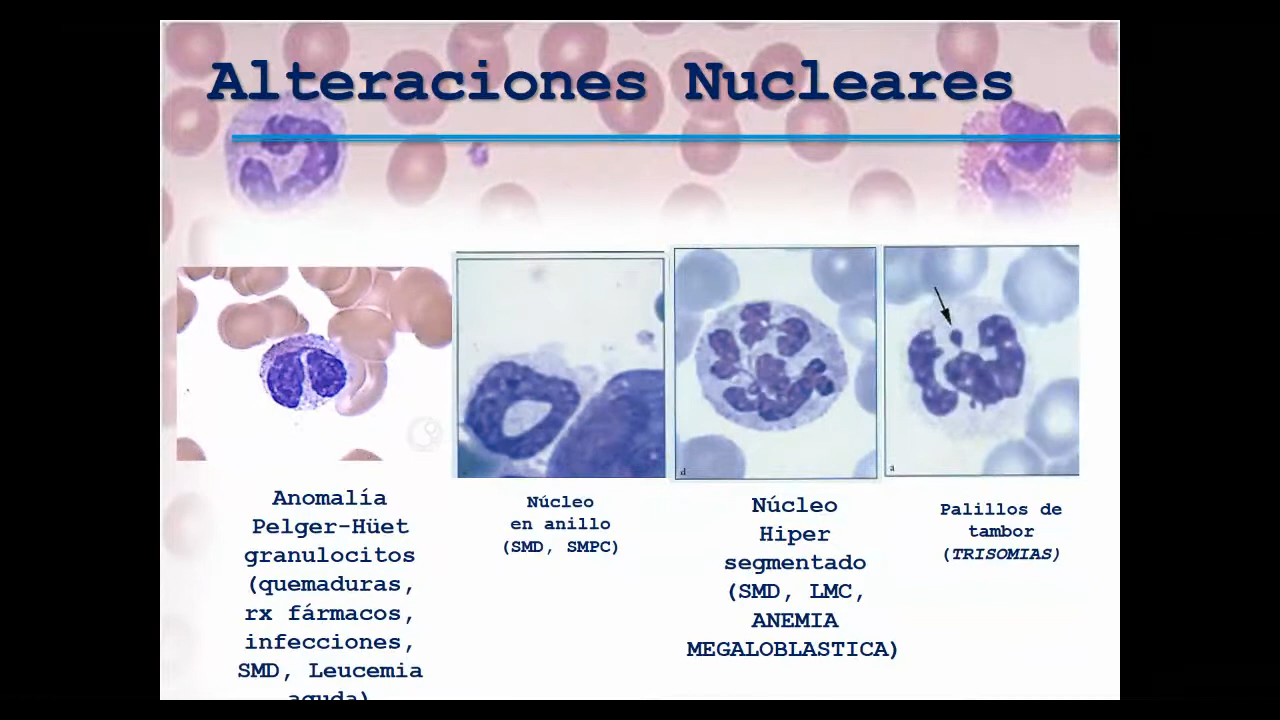 Alteraciones Nucleares
Anomalía
Pelger-Hüet
granulocitos
(quemaduras,
rx fármacos,
infecciones,
SMD, Leucemia
aguda)
Núcleo
en anillo
(SMD, SMPC)
d
Núcleo
Hiper
segmentado
(SMD, LMC,
ANEMIA
MEGALOBLASTICA)
a
Palillos de
tambor
(TRISOMIAS)